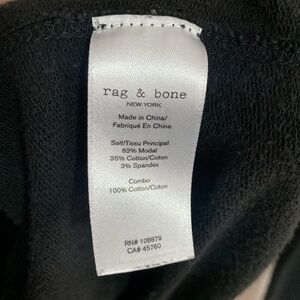 rag & bone
NEW YORK
Made in China/
Fabriqué En Chine
Self/Tissu Principal
62% Modal
35% Cotton/Coton
3% Spandex
Combo
100% Cotton/Coton
RN# 108879
CA# 45760